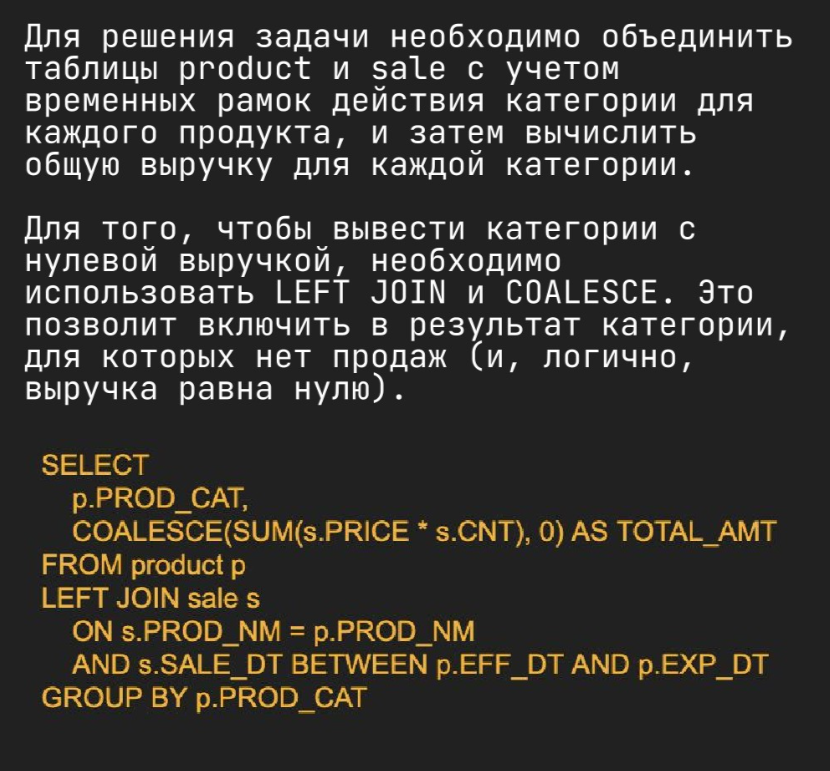 Для решения задачи необходимо объединить
таблицы product и sale с учетом
временных рамок действия категории для
каждого продукта, и затем вычислить
общую выручку для каждой категории.
Для того, чтобы вывести категории с
нулевой выручкой, необходимо
использовать LEFT JOIN и COALESCE. Это
позволит включить в результат категории,
для которых нет продаж (и, логично,
выручка равна нулю).
SELECT
p.PROD_CAT,
COALESCE(SUM(s.PRICE * s.CNT), 0) AS TOTAL_AMT
FROM product p
LEFT JOIN sale s
ON s.PROD_NM = p.PROD_NM
AND s.SALE_DT BETWEEN p.EFF_DT AND p.EXP_DT
GROUP BY p.PROD_CAT